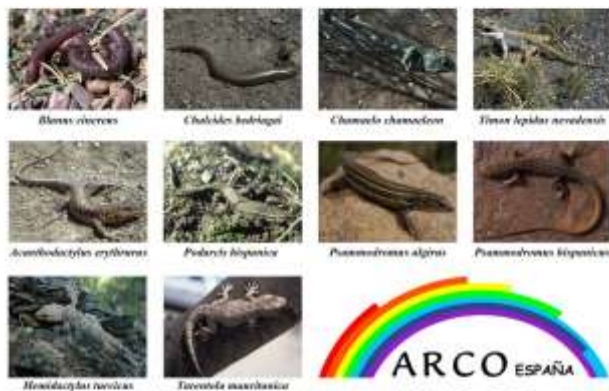 Blanus cinereus
Chalcides bedriagai
Chamaelo chamaeleon
Timon lepidus nevadensis
Acanthodactylus erythrurus
Podarcis hispanica
Psammodromus algirus
Psammodromus hispanicus
Hemidactylus turcicus
Tarentola mauritanica
ARCO ESPAÑA